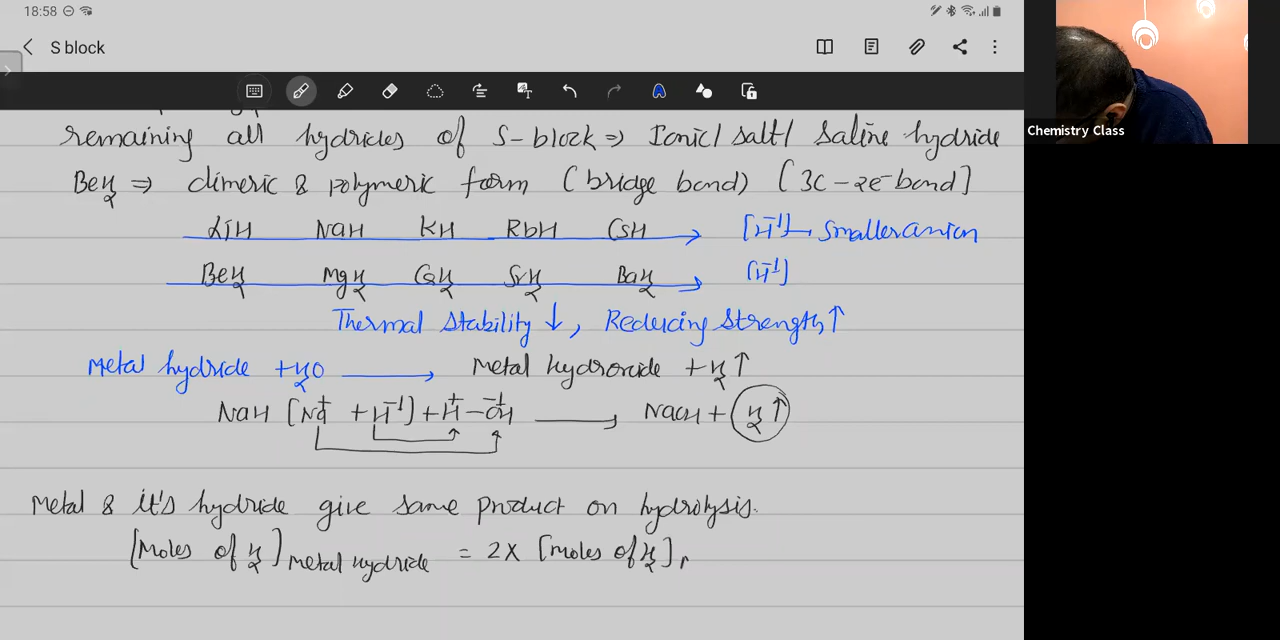 18:58
S block
remaining all hydrides of S-block ⇒ Ionic/salt/ Saline hydride
BeH₂ ⇒ dimeric & polymeric form (bridge bond) [3C-2e⁻bond]
LiH NaH KH RbH CsH [H⁻¹]→ Smaller anion
BeH₂ MgH₂ CaH₂ SrH₂ BaH₂ [H⁻¹]
Thermal Stability ↓, Reducing Strength↑
Metal hydride + H₂O ⟶ Metal hydroxide + H₂↑
NaH [Na⁺ + H⁻¹] + H⁺-OH⁻¹ ⟶ NaOH + H₂↑
Metal & it's hydride give same product on hydrolysis.
[Moles of H₂] Metal hydride = 2X [moles of H₂]
Chemistry Class